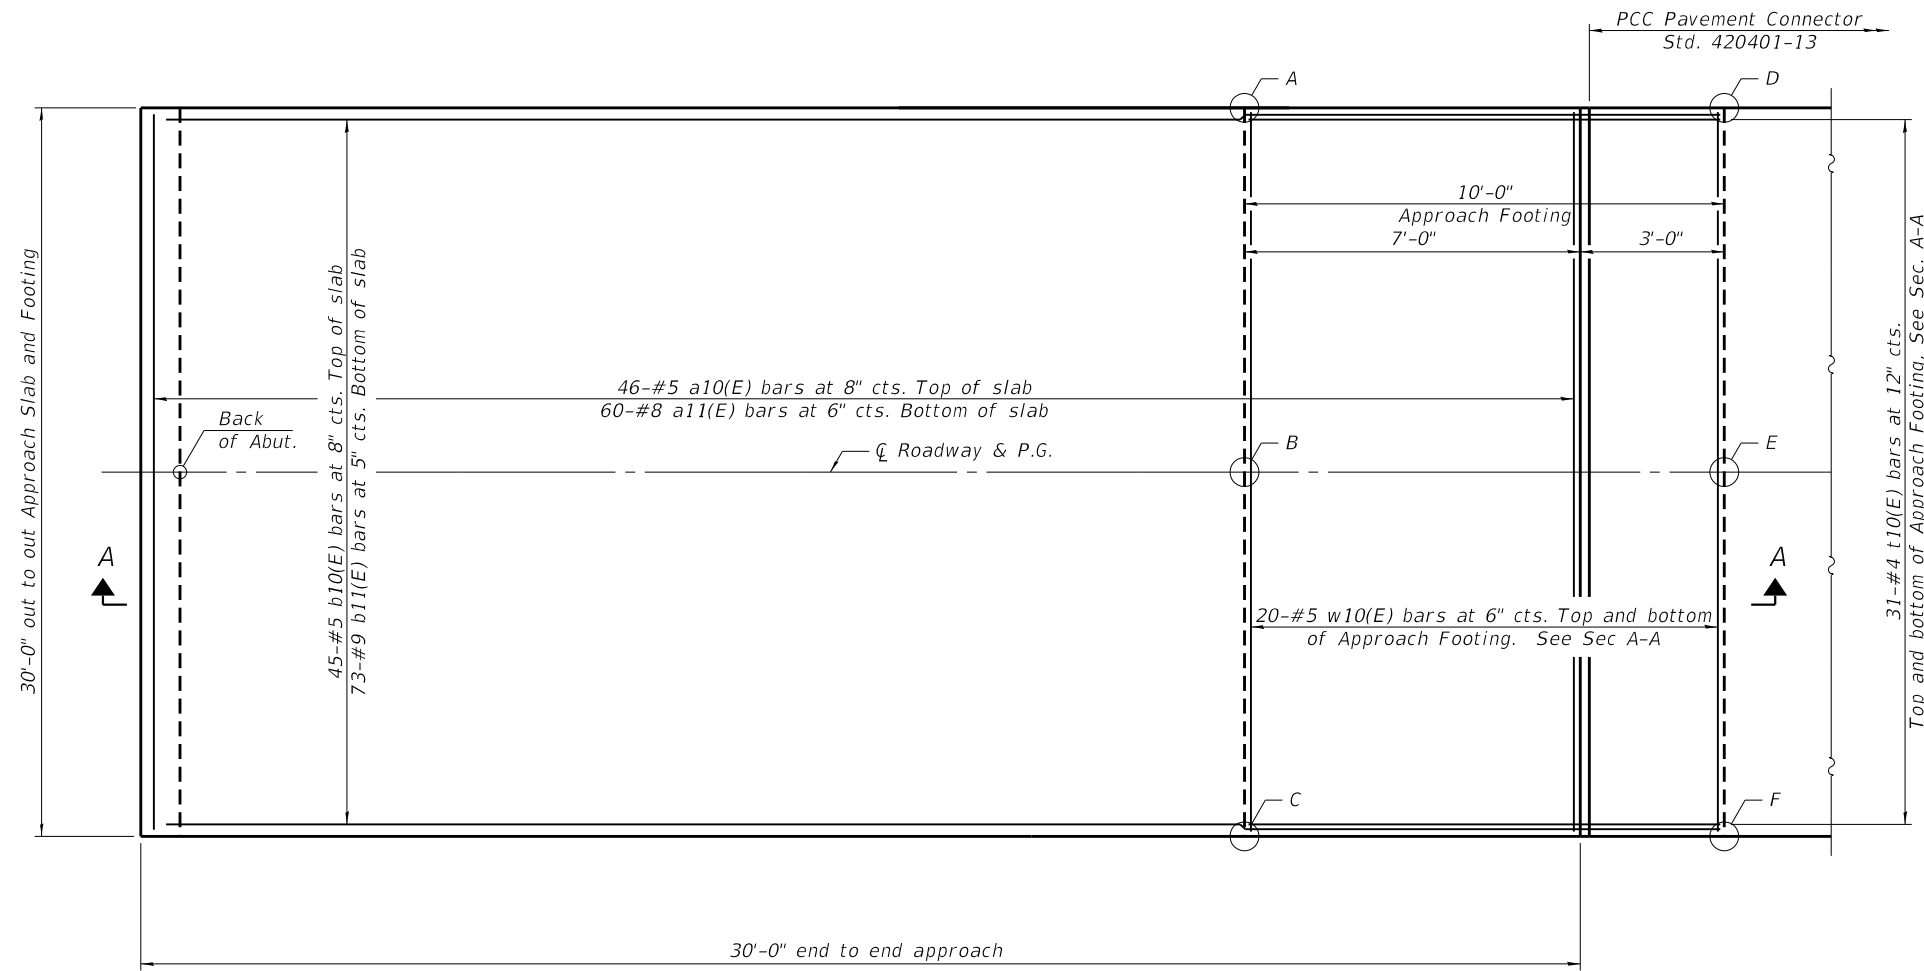 PCC Pavement Connector
Std. 420401-13
A
D
10'-0"
Approach Footing
7'-0"
3'-0"
30'-0" out to out Approach Slab and Footing
45-#5 b10(E) bars at 8" cts. Top of slab
73-#9 b11(E) bars at 5" cts. Bottom of slab
46-#5 a10(E) bars at 8" cts. Top of slab
60-#8 a11(E) bars at 6" cts. Bottom of slab
Back
of Abut.
℄ Roadway & P.G.
B
E
31-#4 t10(E) bars at 12" cts.
Top and bottom of Approach Footing, See Sec. A-A
A
A
20-#5 w10(E) bars at 6" cts. Top and bottom
of Approach Footing. See Sec A-A
C
F
30'-0" end to end approach